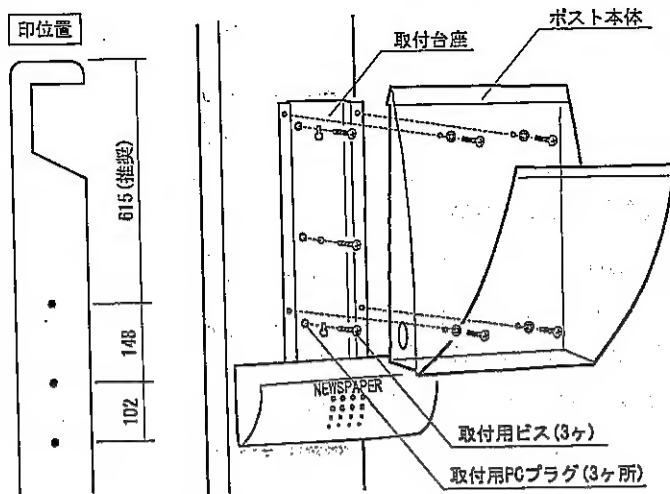 印位置
615(推奨)
148
102
取付台座
ポスト本体
NEWSPAPER
取付用ビス(3ヶ)
取付用PCプラグ(3ヶ所)